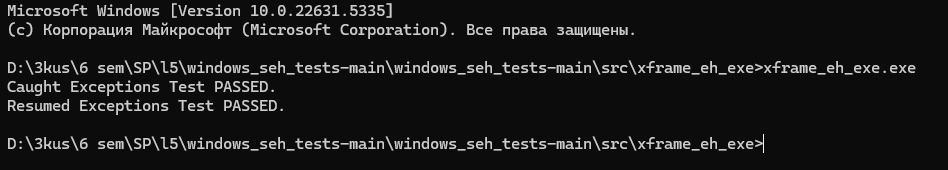 Microsoft Windows [Version 10.0.22631.5335]
(c) Корпорация Майкрософт (Microsoft Corporation). Все права защищены.
D:\3kus\6 sem\SP\l5\windows_seh_tests-main\windows_seh_tests-main\src\xframe_eh_exe>xframe_eh_exe.exe
Caught Exceptions Test PASSED.
Resumed Exceptions Test PASSED.
D:\3kus\6 sem\SP\l5\windows_seh_tests-main\windows_seh_tests-main\src\xframe_eh_exe>